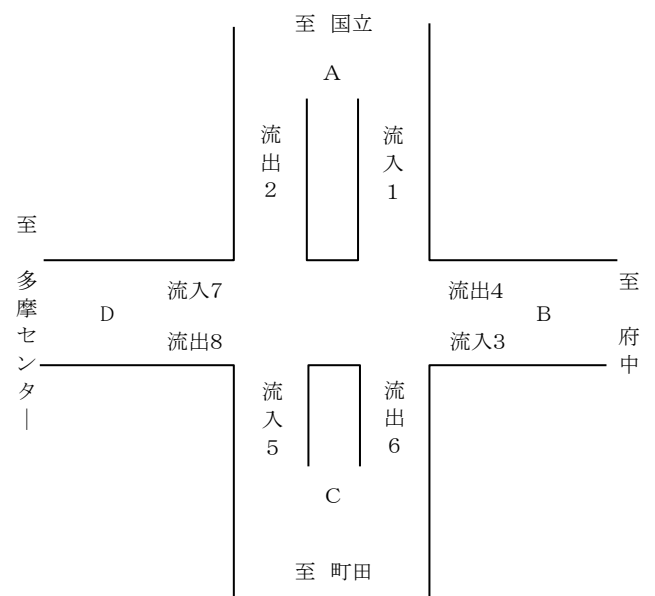 至 国立
A
流出2
流入1
至 多摩センター
流入7
流出4
至 府中
D
B
流出8
流入3
流入5
流出6
C
至 町田